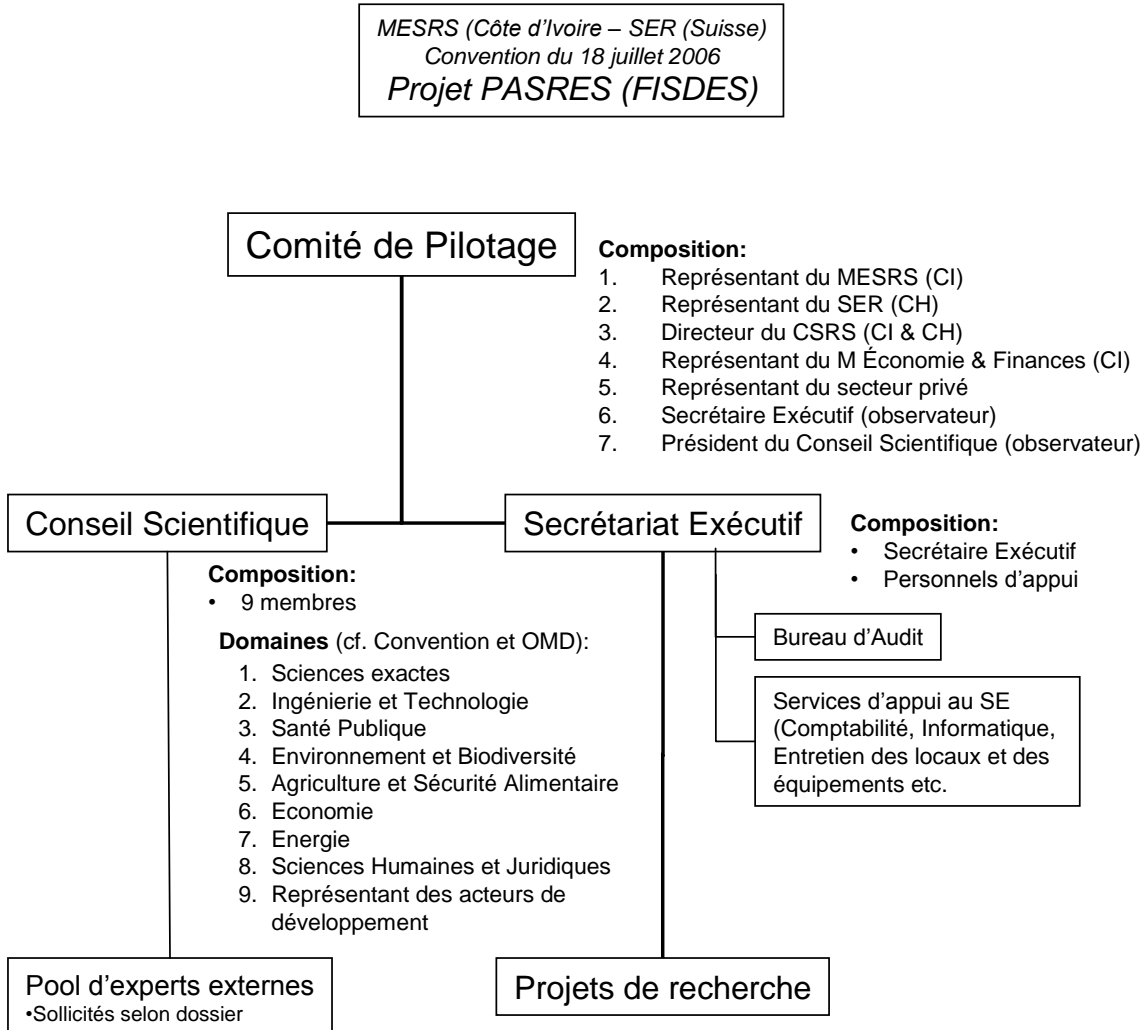 MESRS (Côte d'Ivoire – SER (Suisse)
Convention du 18 juillet 2006
Projet PASRES (FISDES)
Comité de Pilotage
Composition:
1. Représentant du MESRS (CI)
2. Représentant du SER (CH)
3. Directeur du CSRS (CI & CH)
4. Représentant du M Économie & Finances (CI)
5. Représentant du secteur privé
6. Secrétaire Exécutif (observateur)
7. Président du Conseil Scientifique (observateur)
Conseil Scientifique
Composition:
• 9 membres
Domaines (cf. Convention et OMD):
1. Sciences exactes
2. Ingénierie et Technologie
3. Santé Publique
4. Environnement et Biodiversité
5. Agriculture et Sécurité Alimentaire
6. Economie
7. Energie
8. Sciences Humaines et Juridiques
9. Représentant des acteurs de
développement
Secrétariat Exécutif
Composition:
• Secrétaire Exécutif
• Personnels d'appui
Bureau d'Audit
Services d'appui au SE
(Comptabilité, Informatique,
Entretien des locaux et des
équipements etc.
Pool d'experts externes
•Sollicités selon dossier
Projets de recherche